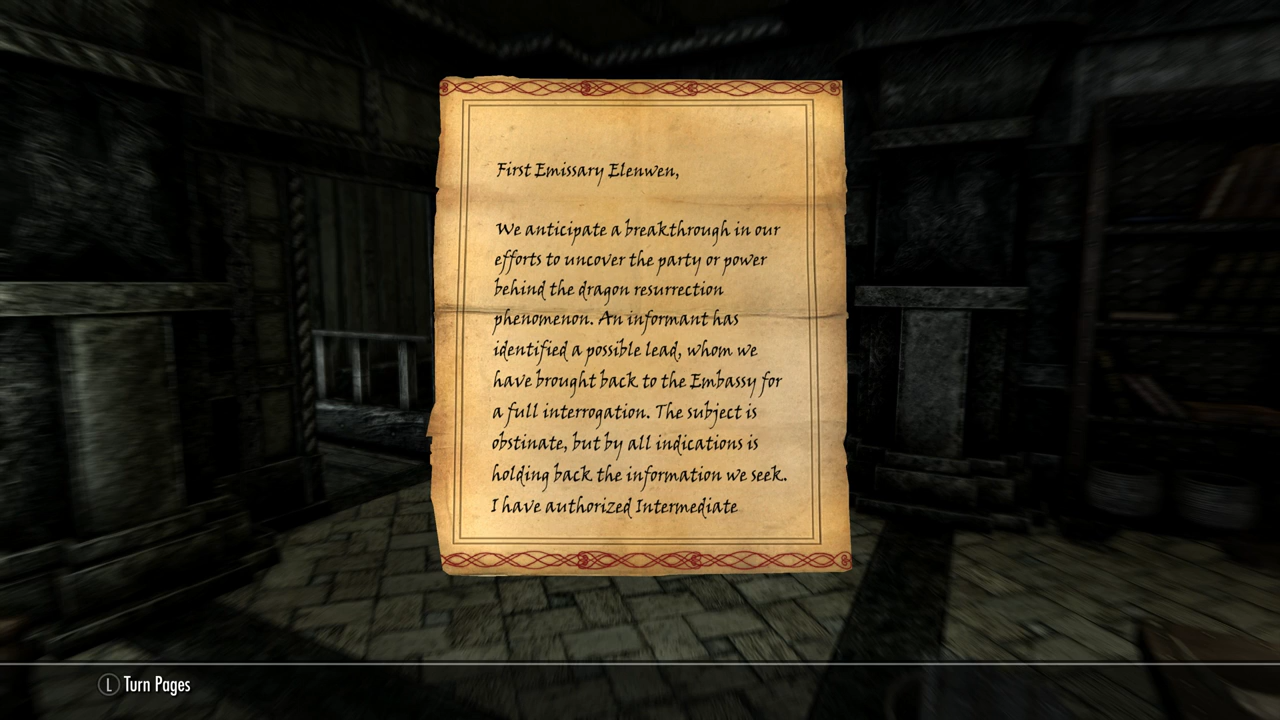 First Emissary Elenwen,
We anticipate a breakthrough in our
efforts to uncover the party or power
behind the dragon resurrection
phenomenon. An informant has
identified a possible lead, whom we
have brought back to the Embassy for
a full interrogation. The subject is
obstinate, but by all indications is
holding back the information we seek.
I have authorized Intermediate
L Turn Pages